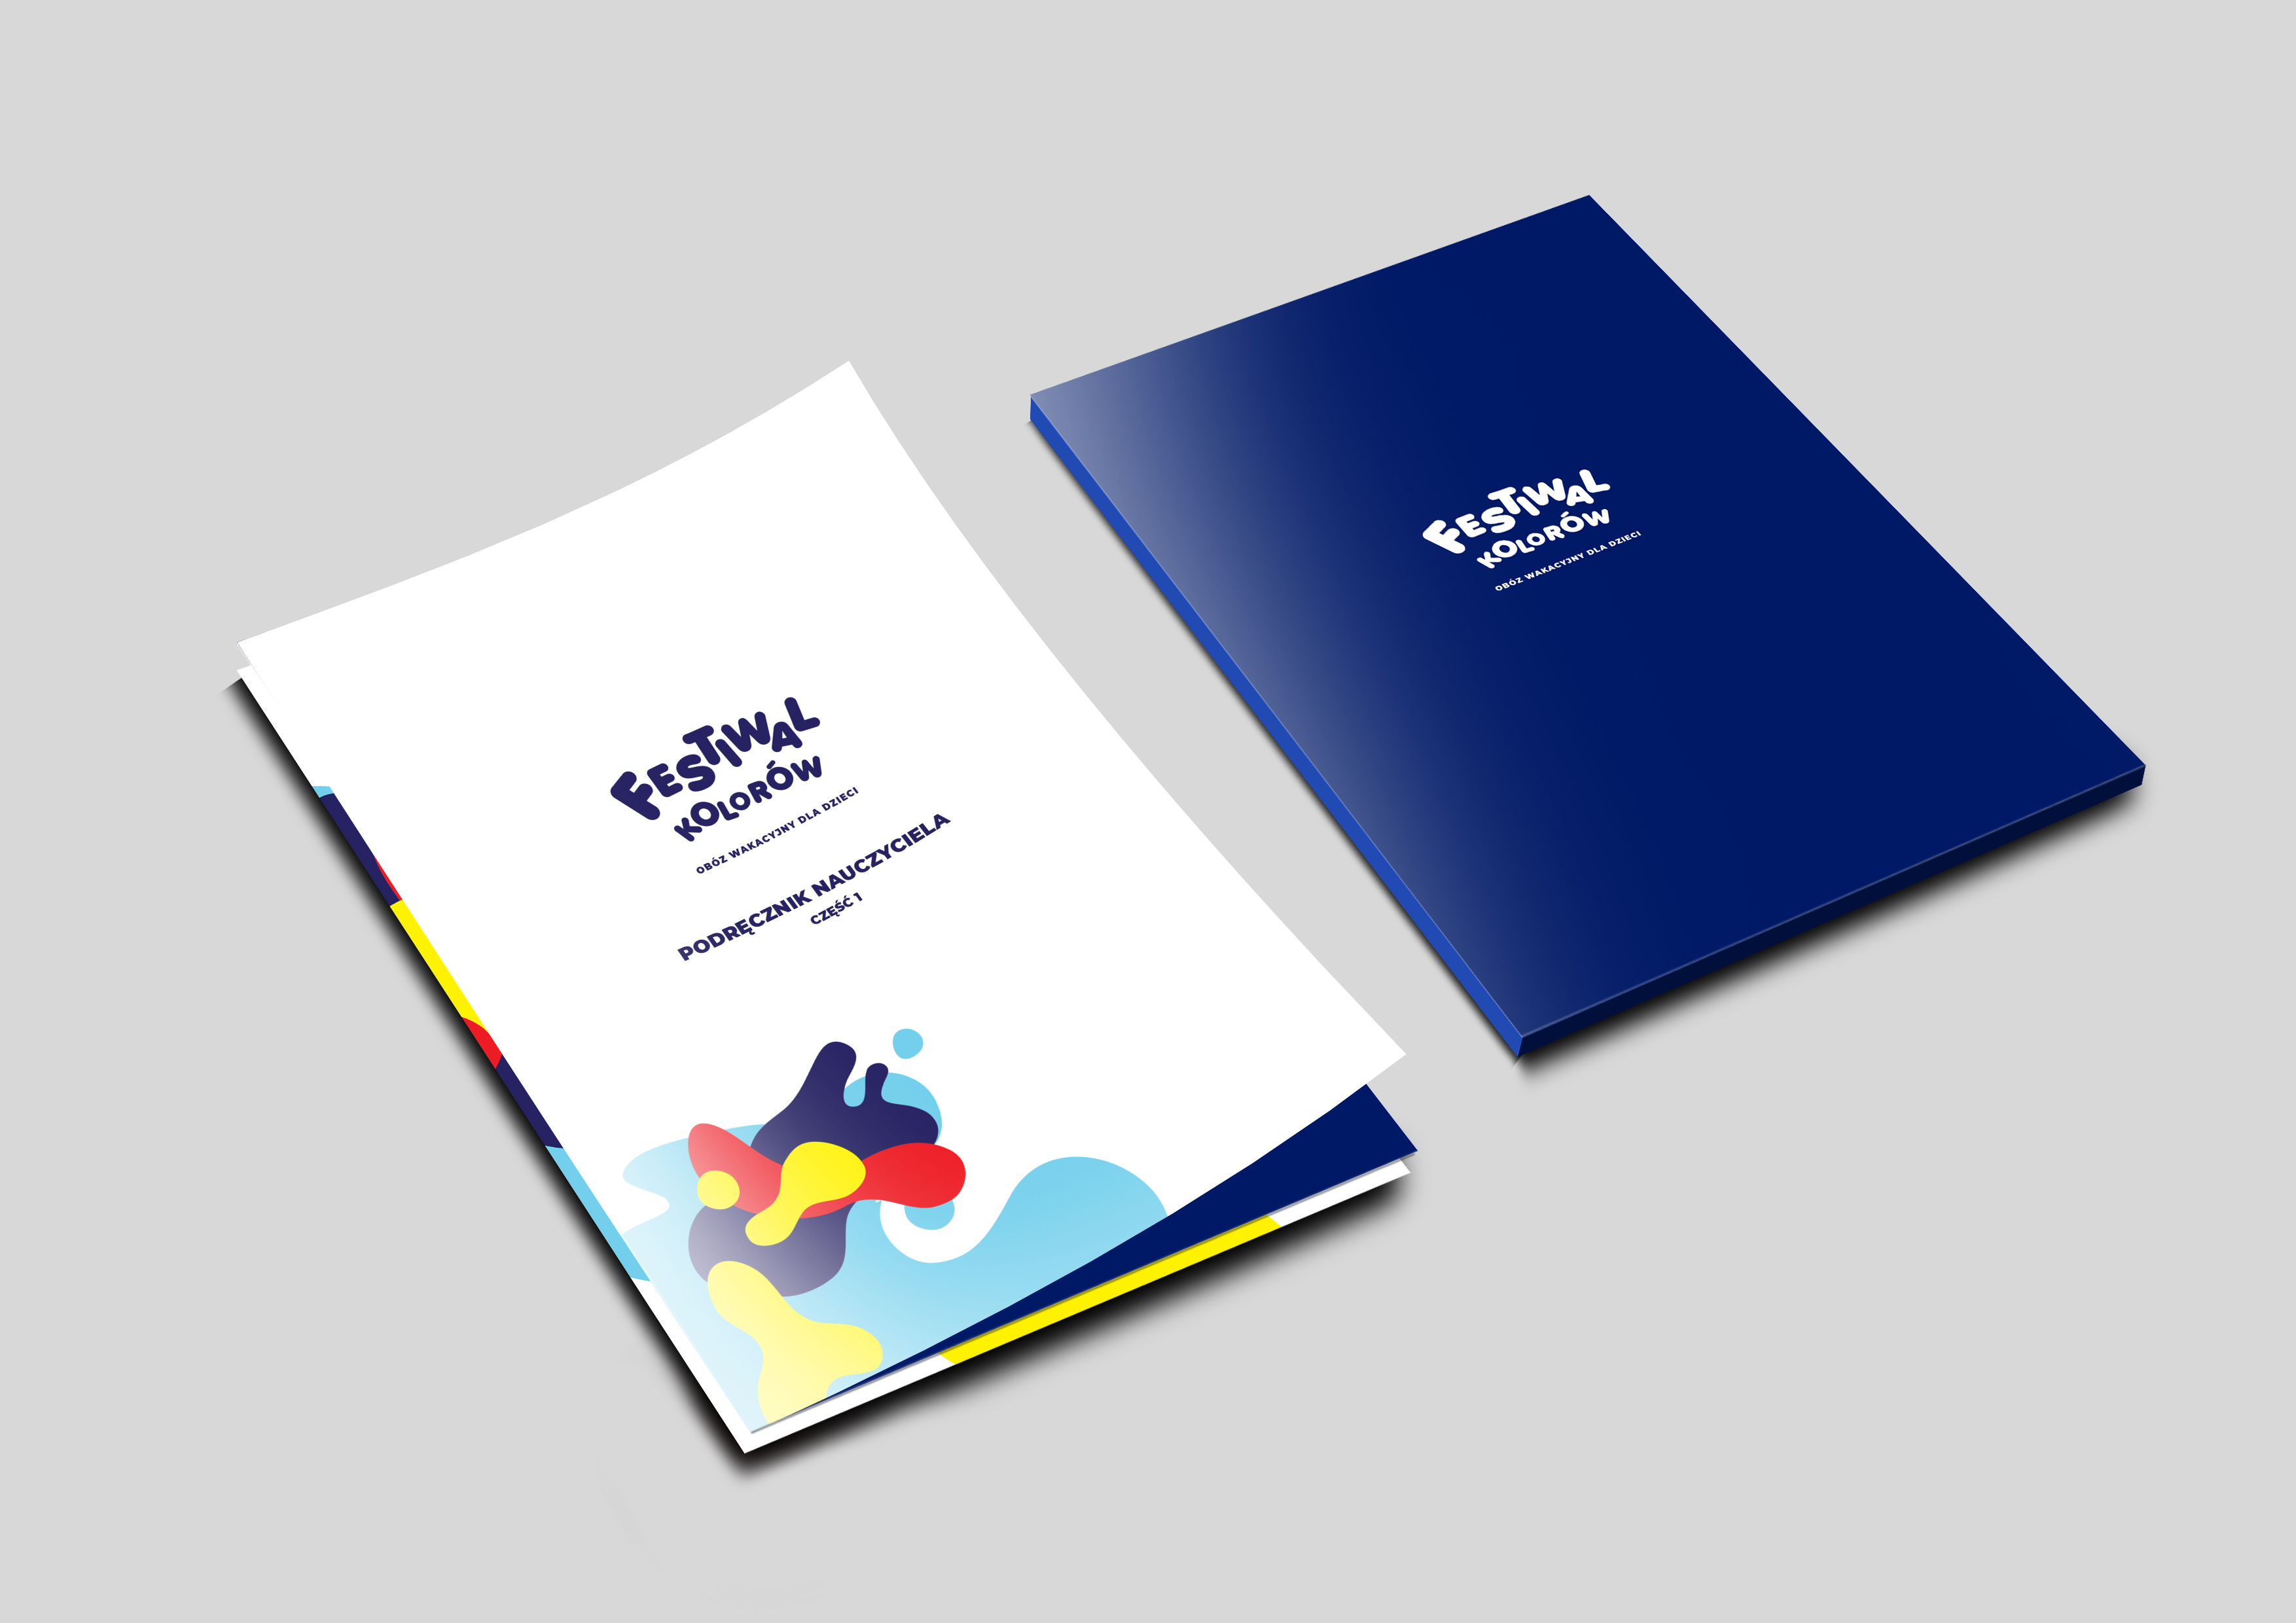 FESTIWAL
KOLORÓW
OBÓZ WAKACYJNY DLA DZIECI
PODRĘCZNIK NAUCZYCIELA
CZĘŚĆ 1
FESTIWAL
KOLORÓW
OBÓZ WAKACYJNY DLA DZIECI